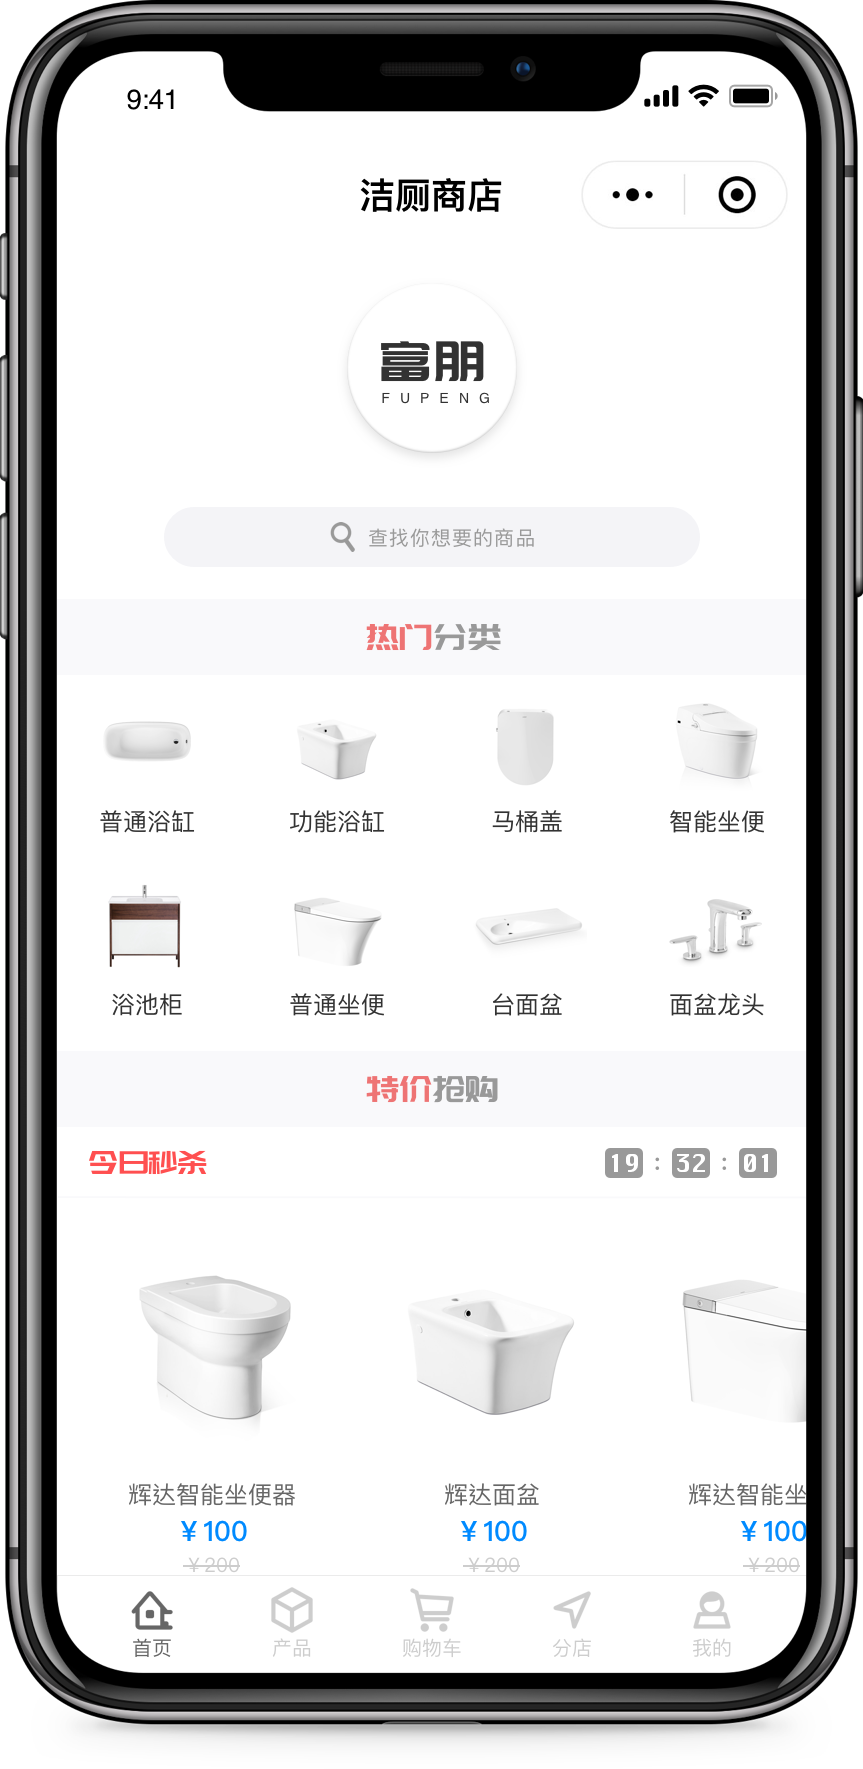 9:41
洁厕商店
富朋
FUPENG
查找你想要的商品
热门分类
普通浴缸 功能浴缸 马桶盖 智能坐便
浴池柜 普通坐便 台面盆 面盆龙头
特价抢购
今日秒杀 19 : 32 : 01
辉达智能坐便器 辉达面盆 辉达智能坐
¥100 ¥100 ¥100
¥200 ¥200 ¥200
首页 产品 购物车 分店 我的